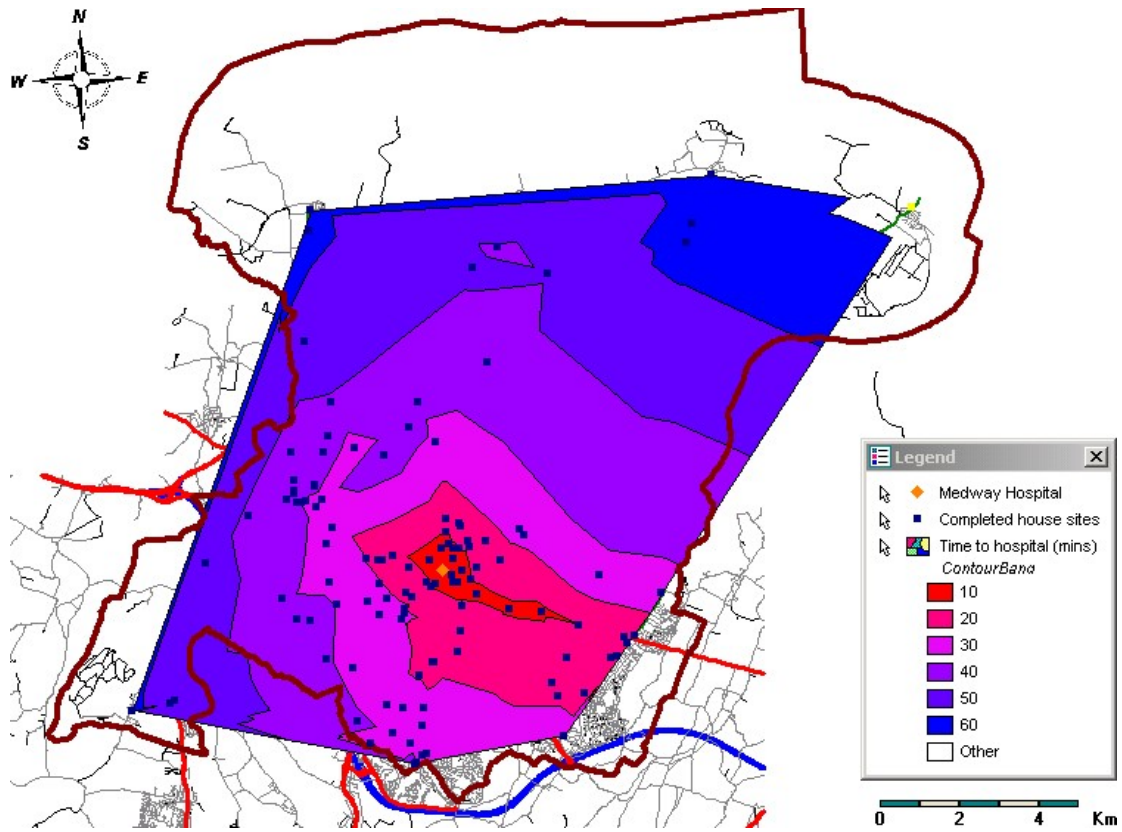 N
W E
S
Legend
Medway Hospital
Completed house sites
Time to hospital (mins)
ContourBand
10
20
30
40
50
60
Other
0 2 4 Km